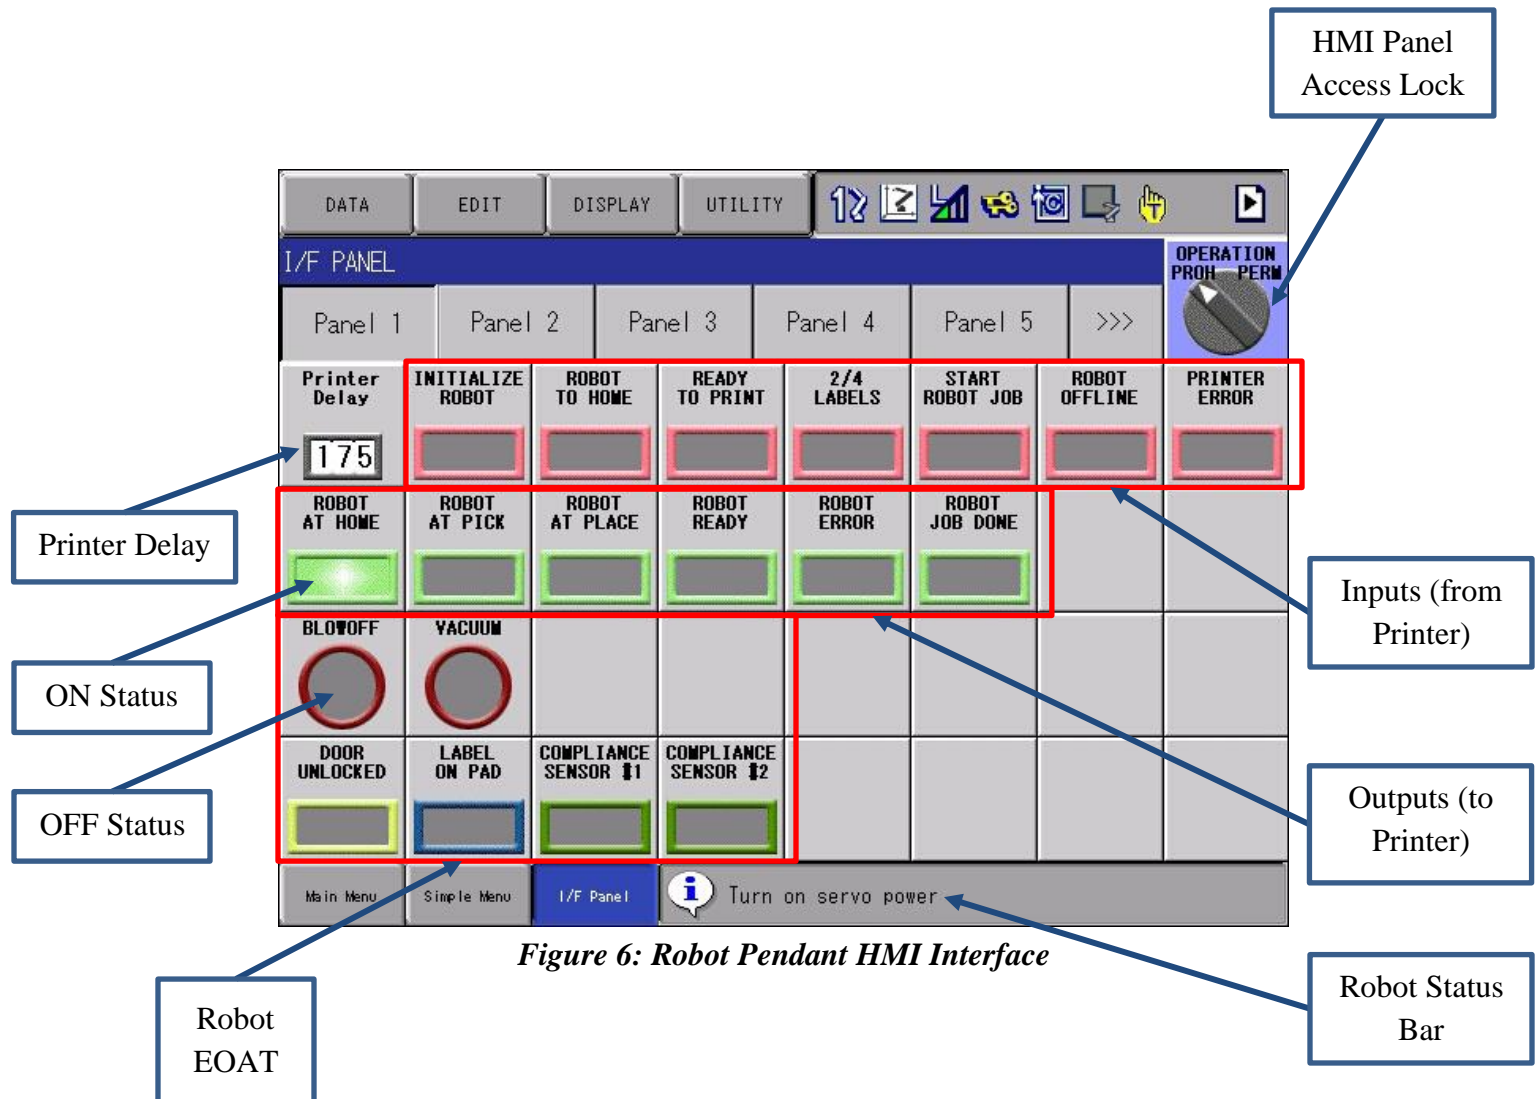 HMI Panel
Access Lock
DATA
EDIT
DISPLAY
UTILITY
I/F PANEL
OPERATION
PROH PERM
Panel 1
Panel 2
Panel 3
Panel 4
Panel 5
>>>
Printer
Delay
175
INITIALIZE
ROBOT
ROBOT
TO HOME
READY
TO PRINT
2/4
LABELS
START
ROBOT JOB
ROBOT
OFFLINE
PRINTER
ERROR
ROBOT
AT HOME
ROBOT
AT PICK
ROBOT
AT PLACE
ROBOT
READY
ROBOT
ERROR
ROBOT
JOB DONE
BLOWOFF
VACUUM
DOOR
UNLOCKED
LABEL
ON PAD
COMPLIANCE
SENSOR #1
COMPLIANCE
SENSOR #2
Main Menu
Simple Menu
I/F Panel
Turn on servo power
Printer Delay
ON Status
OFF Status
Robot
EOAT
Inputs (from
Printer)
Outputs (to
Printer)
Robot Status
Bar
Figure 6: Robot Pendant HMI Interface